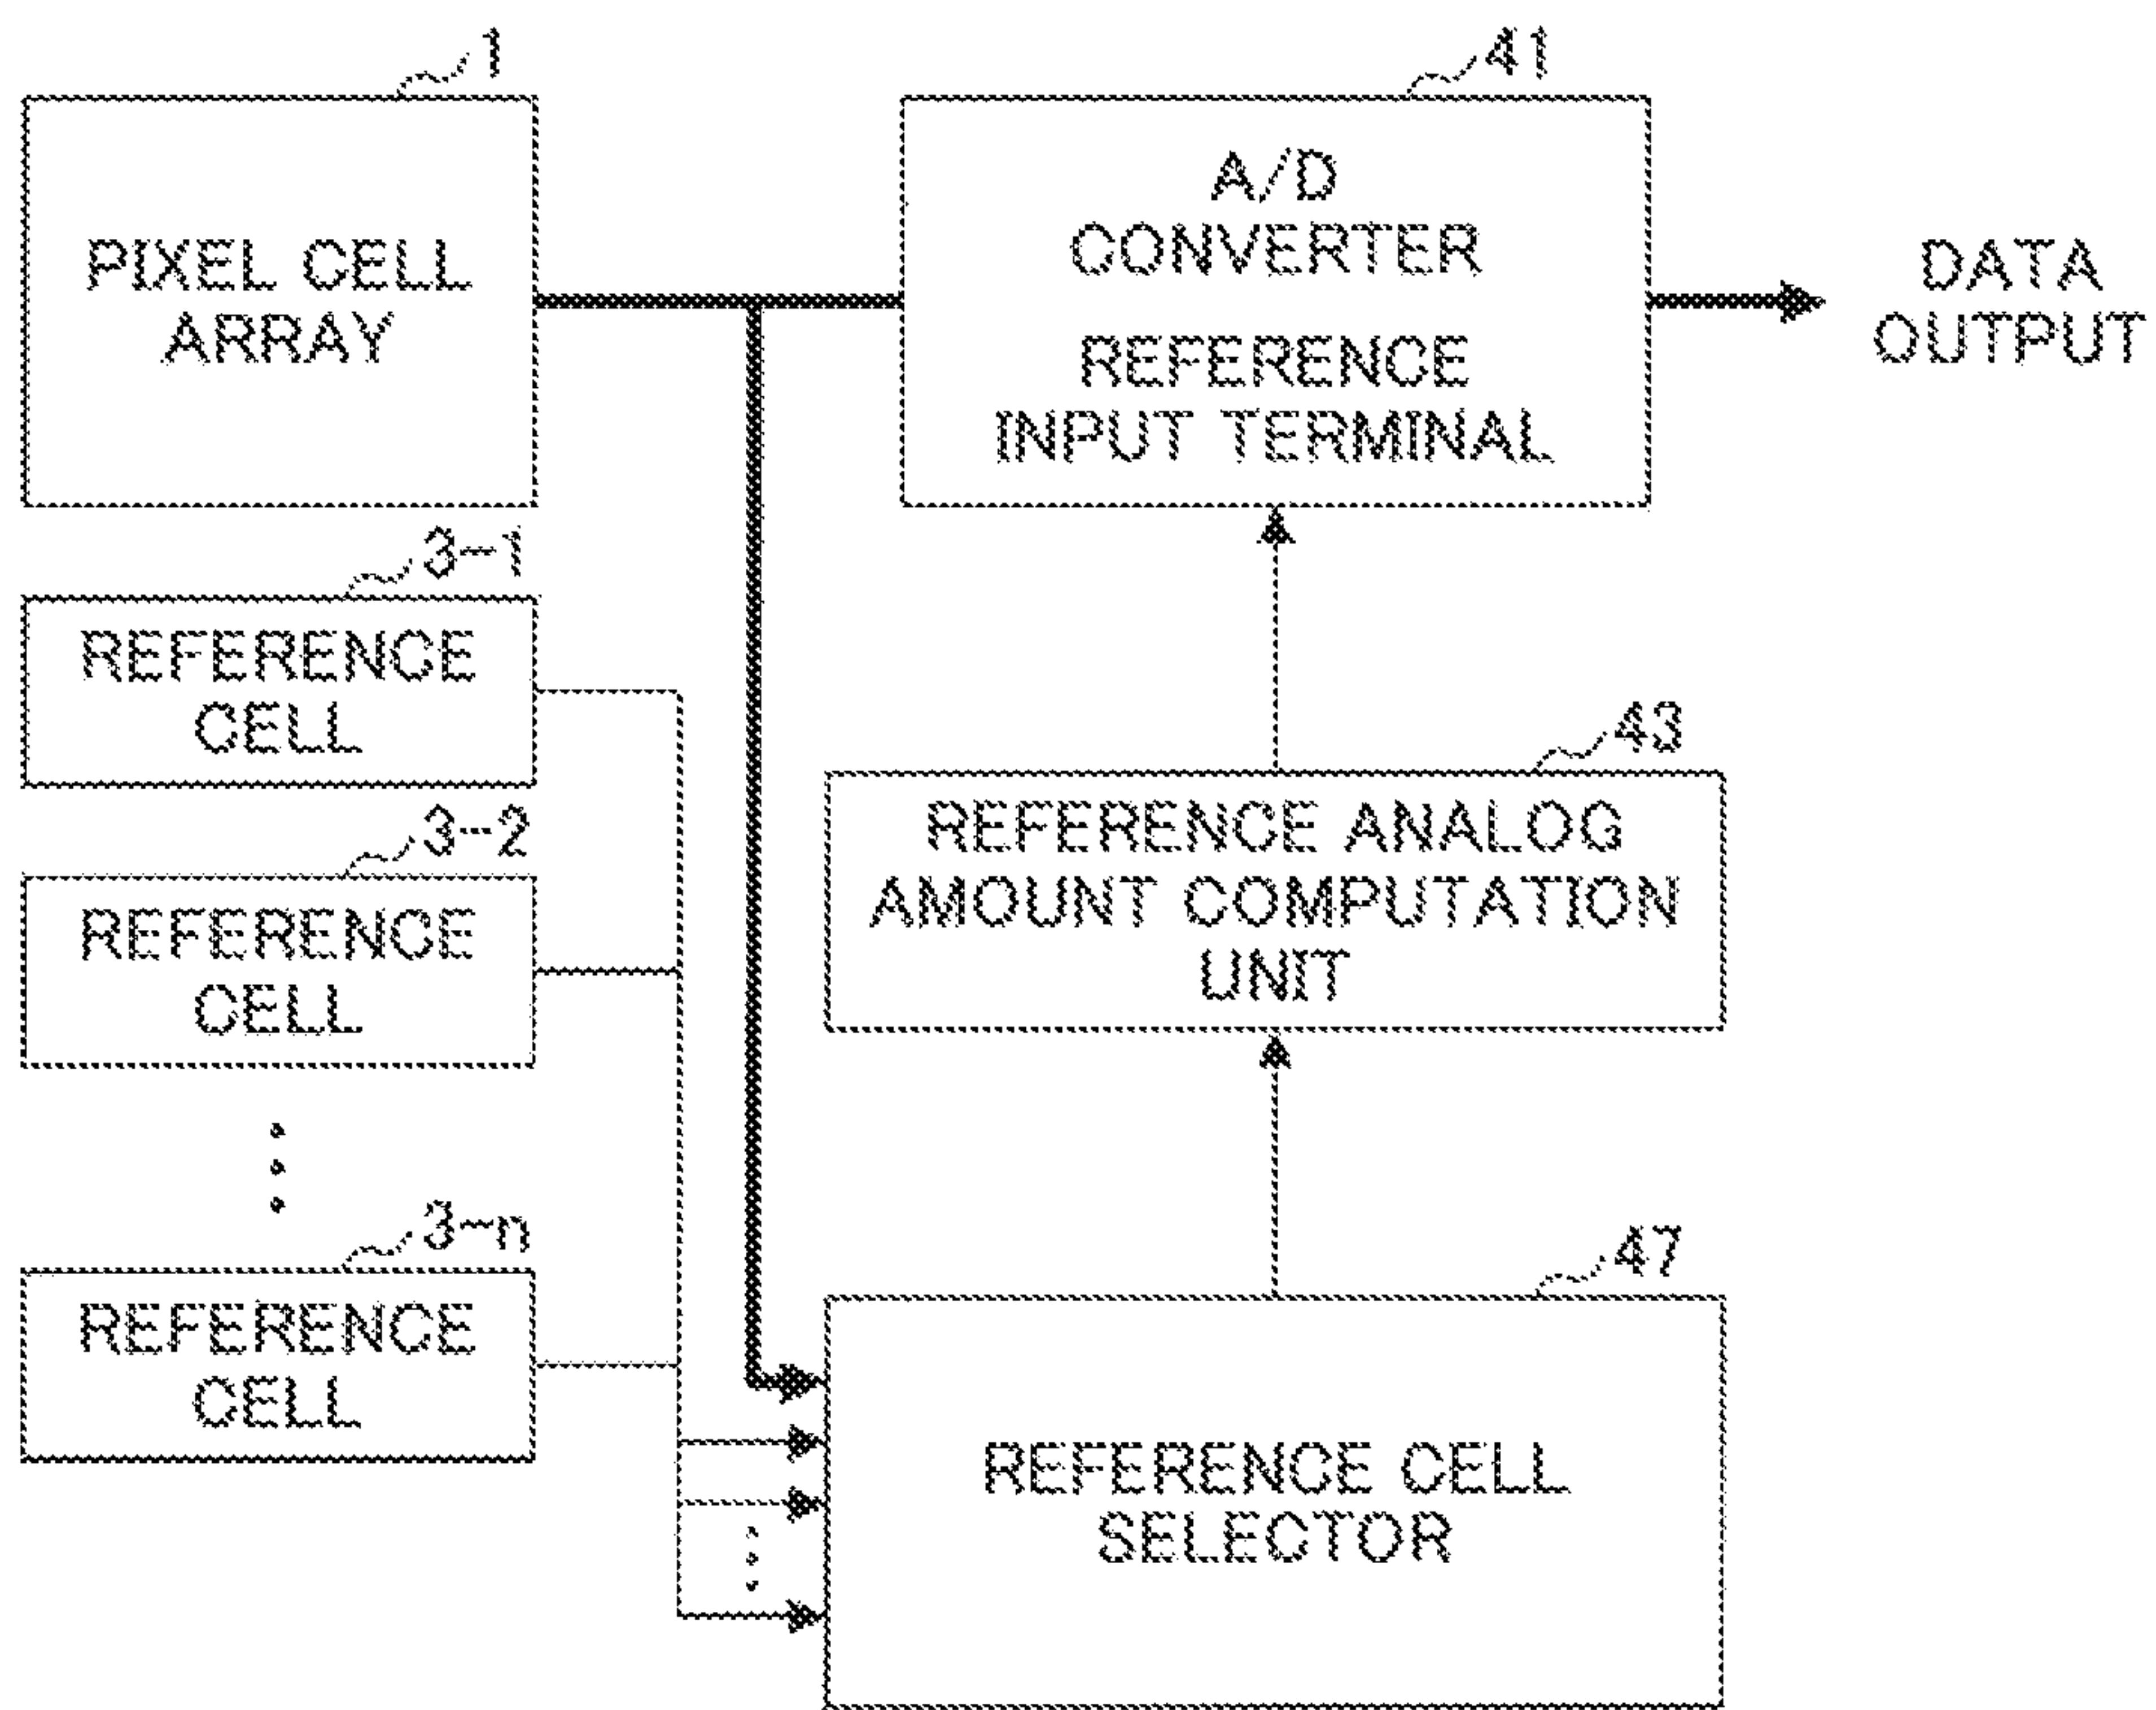 1
PIXEL CELL
ARRAY
41
A/D
CONVERTER
REFERENCE
INPUT TERMINAL
DATA
OUTPUT
3-1
REFERENCE
CELL
3-2
REFERENCE
CELL
3-n
REFERENCE
CELL
43
REFERENCE ANALOG
AMOUNT COMPUTATION
UNIT
47
REFERENCE CELL
SELECTOR